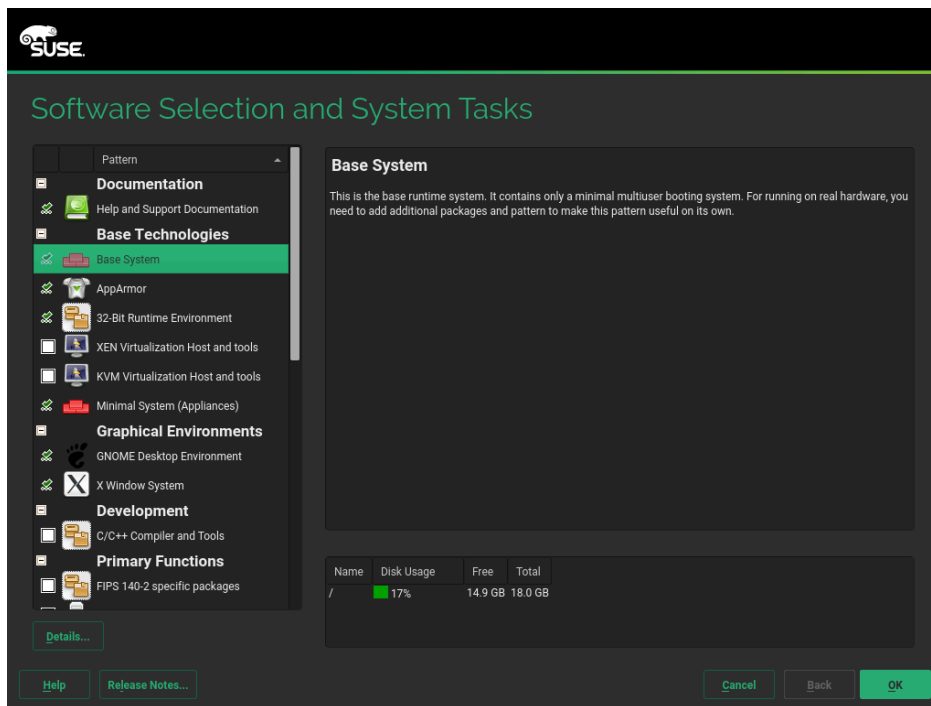 SUSE.
Software Selection and System Tasks
Pattern
Documentation
Help and Support Documentation
Base Technologies
Base System
AppArmor
32-Bit Runtime Environment
XEN Virtualization Host and tools
KVM Virtualization Host and tools
Minimal System (Appliances)
Graphical Environments
GNOME Desktop Environment
X Window System
Development
C/C++ Compiler and Tools
Primary Functions
FIPS 140-2 specific packages
Details...
Base System
This is the base runtime system. It contains only a minimal multiuser booting system. For running on real hardware, you
need to add additional packages and pattern to make this pattern useful on its own.
Name Disk Usage Free Total
/ 17% 14.9 GB 18.0 GB
Help Release Notes... Cancel Back OK